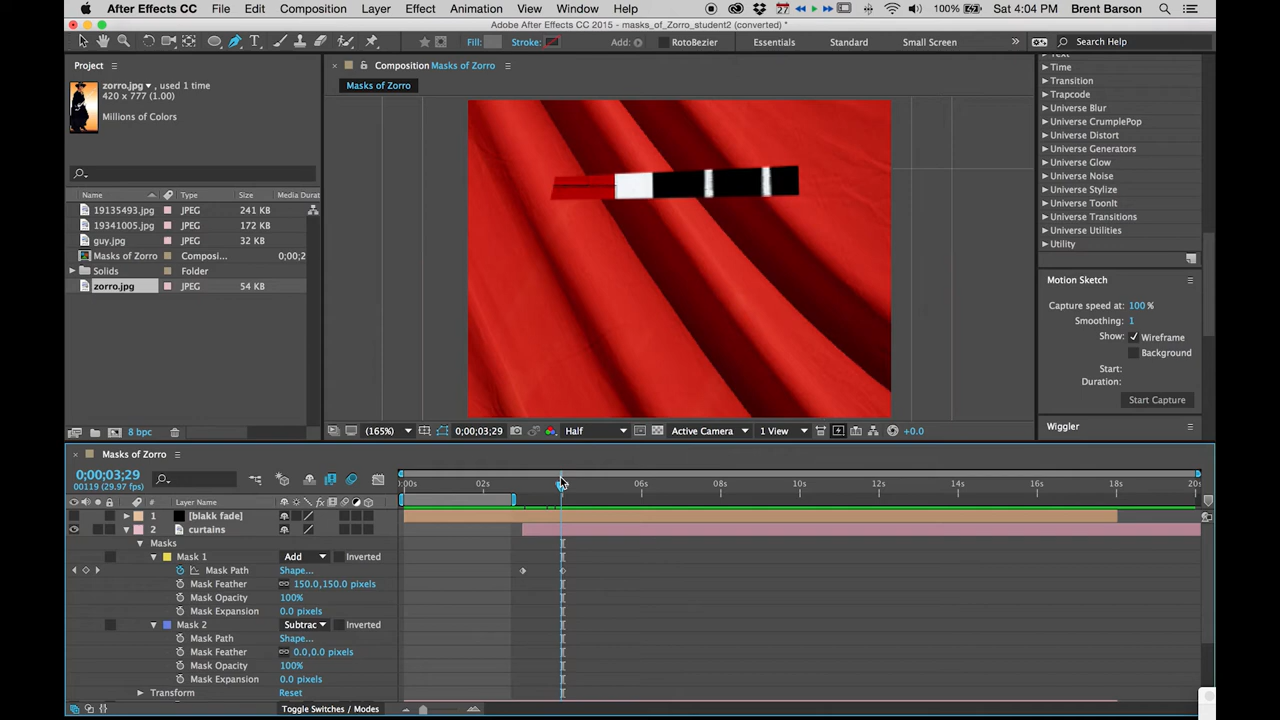 After Effects CC File Edit Composition Layer Effect Animation View Window Help 27 100% Sat 4:04 PM Brent Barson
Adobe After Effects CC 2015 - masks_of_Zorro_student2 (converted) *
T Fill: Stroke: Add: RotoBezier Essentials Standard Small Screen » Search Help
Project
zorro.jpg, used 1 time
420 x 777 (1.00)
Millions of Colors
Name Type Size Media Durat
19135493.jpg JPEG 241 KB
19341005.jpg JPEG 172 KB
guy.jpg JPEG 32 KB
Masks of Zorro Composi... 0;00;2
Solids Folder
zorro.jpg JPEG 54 KB
8 bpc
Composition Masks of Zorro
Masks of Zorro
(165%) 0;00;03;29 Half Active Camera 1 View +0.0
Time
Transition
Trapcode
Universe Blur
Universe CrumplePop
Universe Distort
Universe Generators
Universe Glow
Universe Noise
Universe Stylize
Universe ToonIt
Universe Transitions
Universe Utilities
Utility
Motion Sketch
Capture speed at: 100 %
Smoothing: 1
Show: Wireframe
Background
Start:
Duration:
Start Capture
Wiggler
Masks of Zorro
0;00;03;29
00119 (29.97 fps)
0:00s 02s 06s 08s 10s 12s 14s 16s 18s 20s
# Layer Name fx
1 [blakk fade]
2 curtains
Masks
Mask 1 Add Inverted
Mask Path Shape...
Mask Feather 150.0,150.0 pixels
Mask Opacity 100%
Mask Expansion 0.0 pixels
Mask 2 Subtrac Inverted
Mask Path Shape...
Mask Feather 0.0,0.0 pixels
Mask Opacity 100%
Mask Expansion 0.0 pixels
Transform Reset
Toggle Switches / Modes